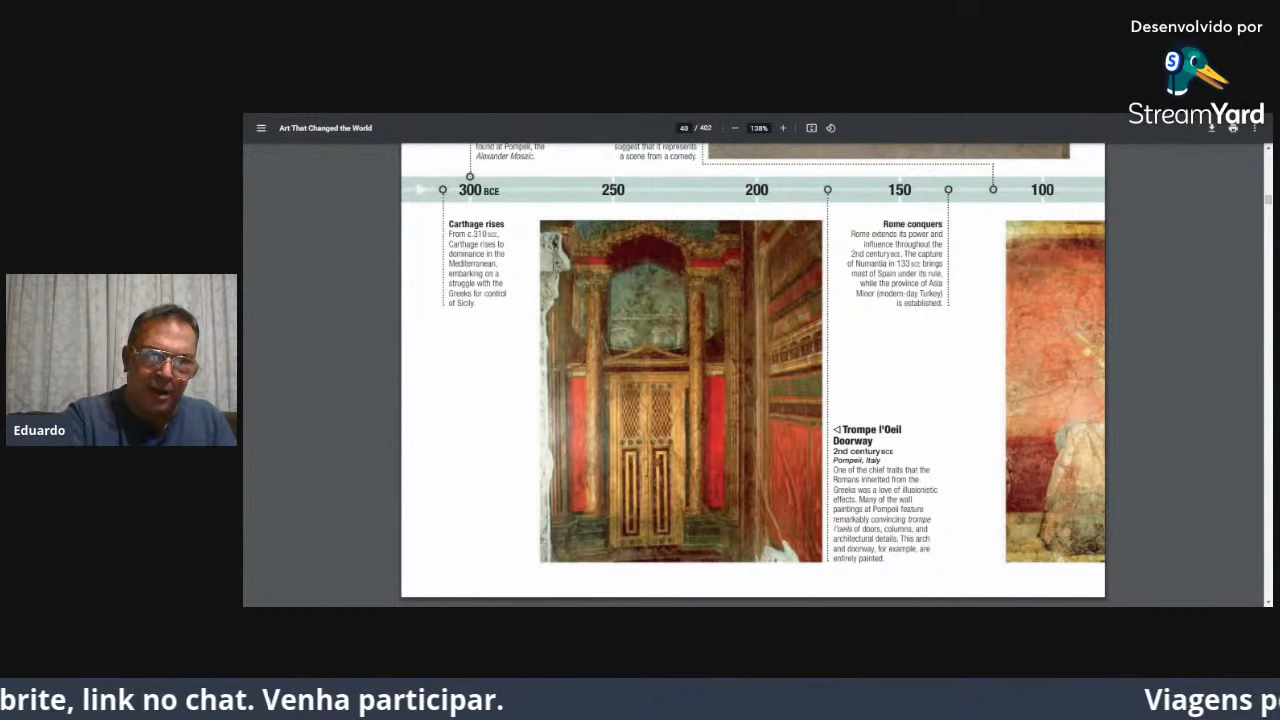 Desenvolvido por
S
StreamYard
Art That Changed the World
40 / 402
138%
found at Pompeii, the
Alexander Mosaic.
suggest that it represents
a scene from a comedy.
300 BCE
250
200
150
100
Carthage rises
From c.310 BCE,
Carthage rises to
dominance in the
Mediterranean,
embarking on a
struggle with the
Greeks for control
of Sicily.
Rome conquers
Rome extends its power and
influence throughout the
2nd century BCE. The capture
of Numantia in 133 BCE brings
most of Spain under its rule,
while the province of Asia
Minor (modern-day Turkey)
is established.
Trompe l'Oeil
Doorway
2nd century BCE
Pompeii, Italy
One of the chief traits that the
Romans inherited from the
Greeks was a love of illusionistic
effects. Many of the wall
paintings at Pompeii feature
remarkably convincing trompe
l'oeils of doors, columns, and
architectural details. This arch
and doorway, for example, are
entirely painted.
Eduardo
brite, link no chat. Venha participar.
Viagens p